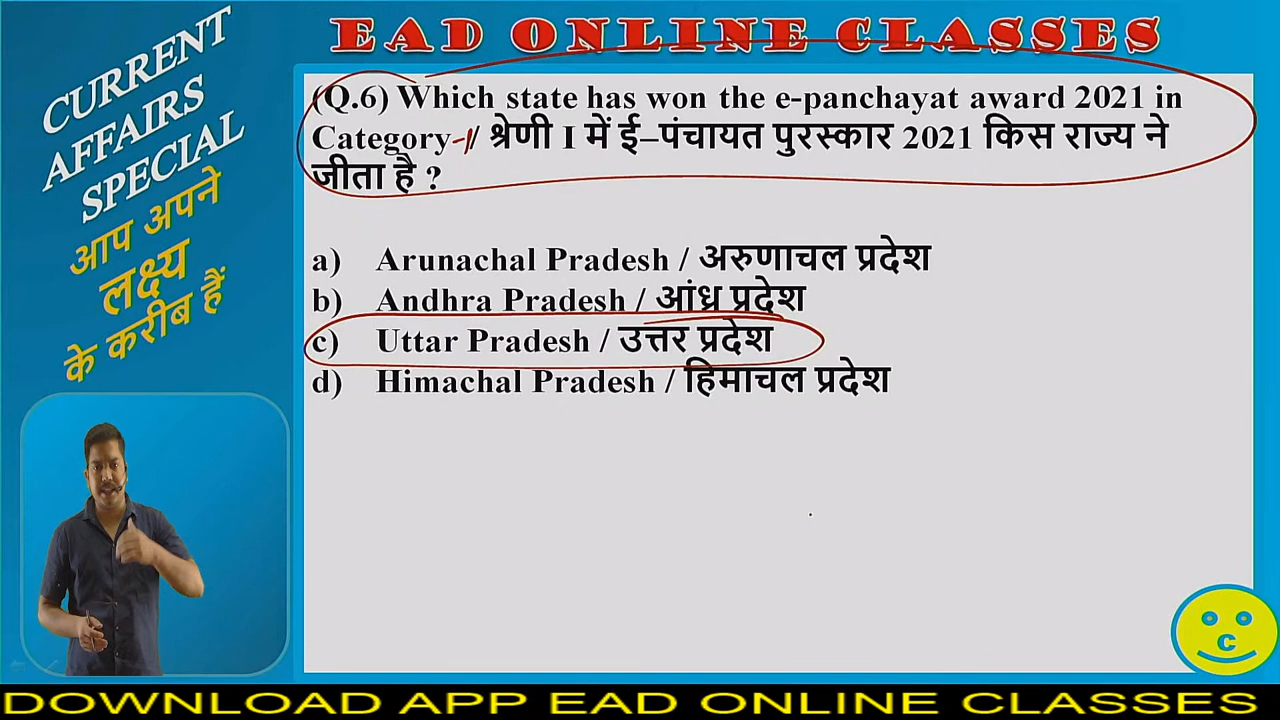 EAD ONLINE CLASSES
CURRENT
AFFAIRS
SPECIAL
आप अपने
लक्ष्य
के करीब हैं
(Q.6) Which state has won the e-panchayat award 2021 in
Category-1/ श्रेणी I में ई–पंचायत पुरस्कार 2021 किस राज्य ने
जीता है ?
a) Arunachal Pradesh / अरुणाचल प्रदेश
b) Andhra Pradesh / आंध्र प्रदेश
c) Uttar Pradesh / उत्तर प्रदेश
d) Himachal Pradesh / हिमाचल प्रदेश
c
DOWNLOAD APP EAD ONLINE CLASSES